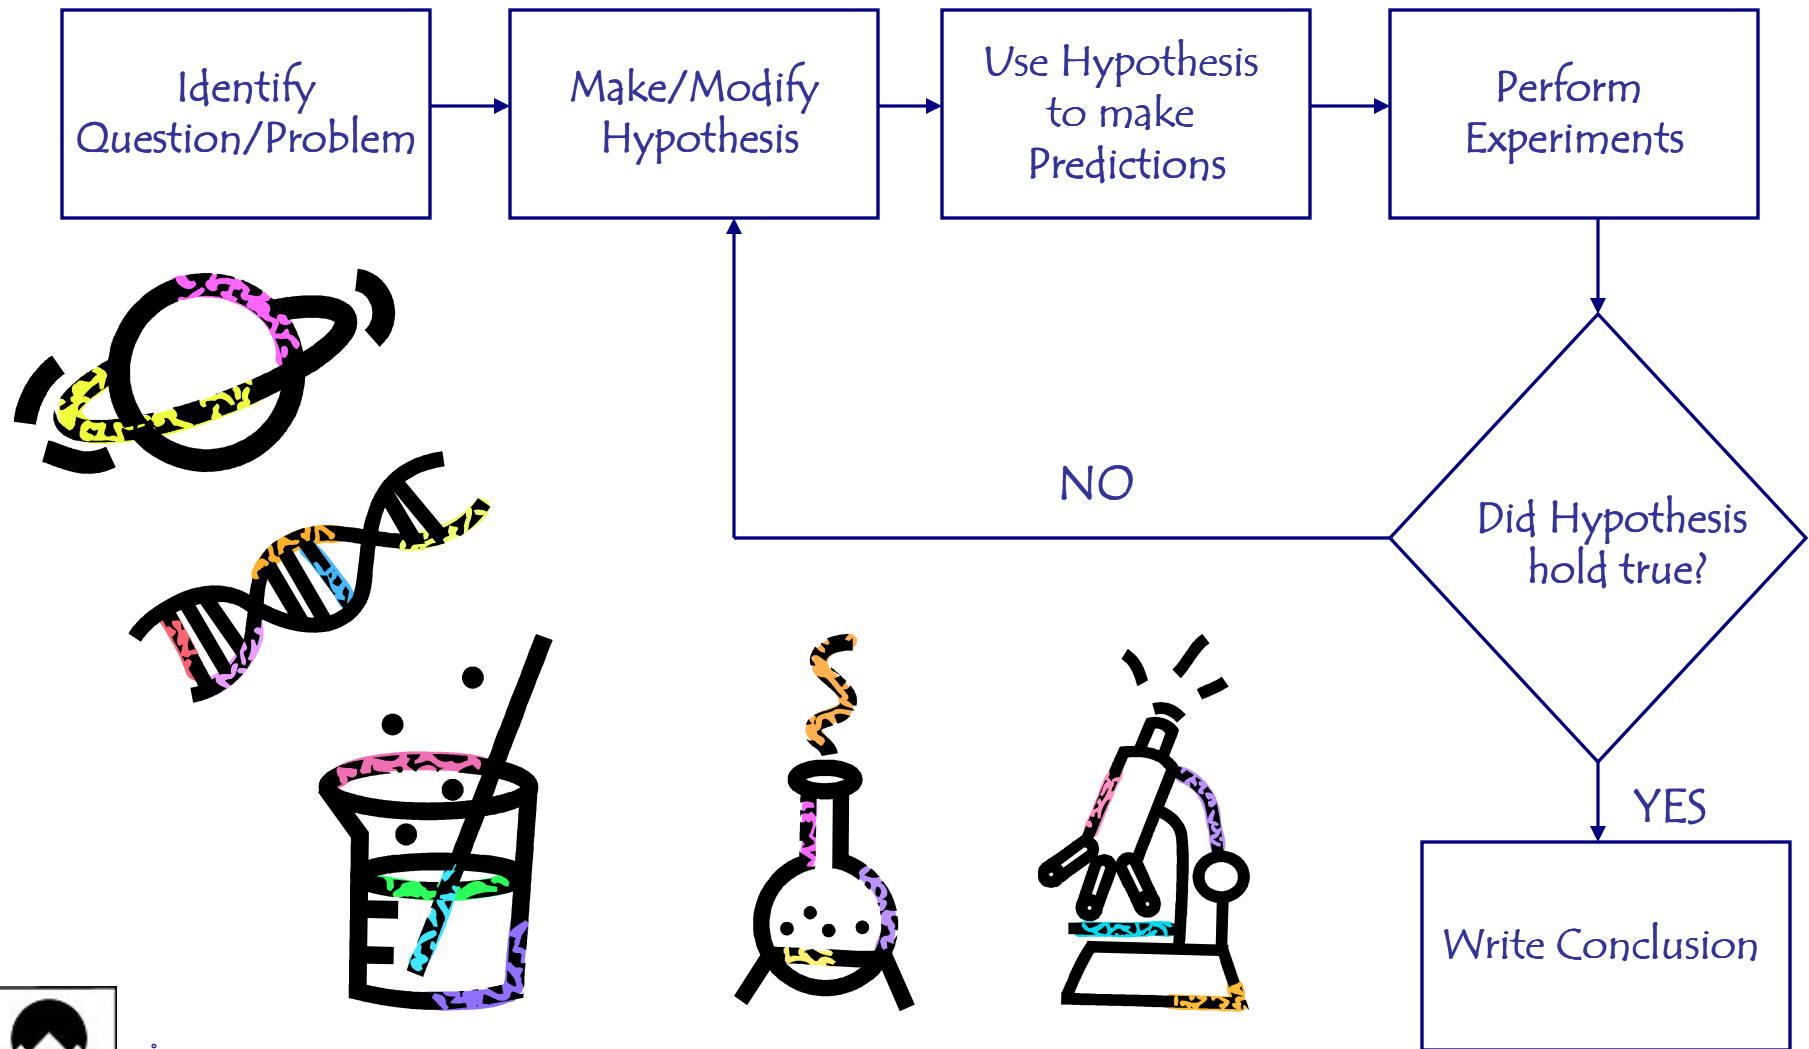 Identify
Question/Problem
Make/Modify
Hypothesis
Use Hypothesis
to make
Predictions
Perform
Experiments
NO
Did Hypothesis
hold true?
YES
Write Conclusion